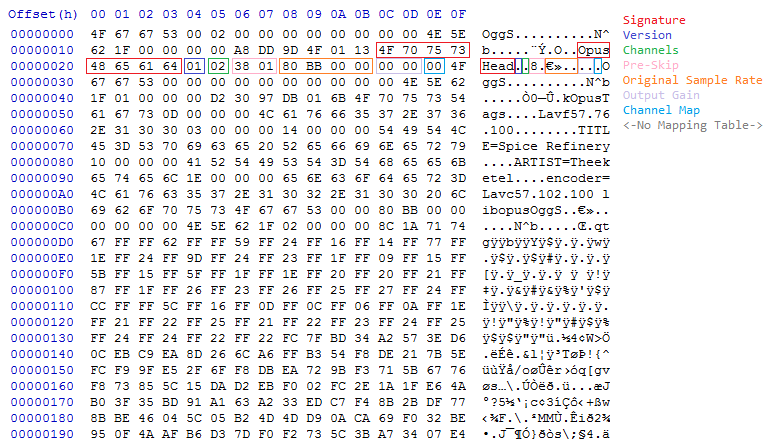 Offset(h) 00 01 02 03 04 05 06 07 08 09 0A 0B 0C 0D 0E 0F
00000000 4F 67 67 53 00 02 00 00 00 00 00 00 00 00 4E 5E OggS..........N^
00000010 62 1F 00 00 00 00 A8 DD 9D 4F 01 13 4F 70 75 73 b.....¨Ý.O..Opus
00000020 48 65 61 64 01 02 38 01 80 BB 00 00 00 00 00 4F Head..8.€».....O
00000030 67 67 53 00 00 00 00 00 00 00 00 00 00 4E 5E 62 ggS..........N^b
00000040 1F 01 00 00 00 D2 30 97 DB 01 6B 4F 70 75 73 54 .....Ò0—Û.kOpusT
00000050 61 67 73 0D 00 00 00 4C 61 76 66 35 37 2E 37 36 ags....Lavf57.76
00000060 2E 31 30 30 03 00 00 00 14 00 00 00 54 49 54 4C .100........TITL
00000070 45 3D 53 70 69 63 65 20 52 65 66 69 6E 65 72 79 E=Spice Refinery
00000080 10 00 00 00 41 52 54 49 53 54 3D 54 68 65 65 6B ....ARTIST=Theek
00000090 65 74 65 6C 1E 00 00 00 65 6E 63 6F 64 65 72 3D etel....encoder=
000000A0 4C 61 76 63 35 37 2E 31 30 32 2E 31 30 30 20 6C Lavc57.102.100 l
000000B0 69 62 6F 70 75 73 4F 67 67 53 00 00 80 BB 00 00 ibopusOggS..€»..
000000C0 00 00 00 00 4E 5E 62 1F 02 00 00 00 8C 1A 71 74 ....N^b.....Œ.qt
000000D0 67 FF FF 62 FF FF 59 FF 24 FF 16 FF 14 FF 77 FF gÿÿbÿÿYÿ$ÿ.ÿ.ÿwÿ
000000E0 1E FF 24 FF 9D FF 24 FF 23 FF 1F FF 09 FF 15 FF .ÿ$ÿ.ÿ$ÿ#ÿ.ÿ.ÿ.ÿ
000000F0 5B FF 15 FF 5F FF 1F FF 1E FF 20 FF 20 FF 21 FF [ÿ.ÿ_ÿ.ÿ.ÿ ÿ ÿ!ÿ
00000100 87 FF 1F FF 26 FF 23 FF 26 FF 25 FF 27 FF 24 FF ‡ÿ.ÿ&ÿ#ÿ&ÿ%ÿ'ÿ$ÿ
00000110 CC FF FF 5C FF 16 FF 0D FF 0C FF 06 FF 0A FF 1E Ìÿÿ\ÿ.ÿ.ÿ.ÿ.ÿ.ÿ.
00000120 FF 21 FF 22 FF 25 FF 21 FF 22 FF 23 FF 24 FF 25 ÿ!ÿ"ÿ%ÿ!ÿ"ÿ#ÿ$ÿ%
00000130 FF 24 FF 24 FF 22 FF 22 FC 7F BD 34 A2 57 3E D6 ÿ$ÿ$ÿ"ÿ"ü.½4¢W>Ö
00000140 0C EB C9 EA 8D 26 6C A6 FF B3 54 F8 DE 21 7B 5E .ëÉê.&l¦ÿ³TøÞ!{^
00000150 FC F9 9F E5 2F 6F F8 DB EA 72 9B F3 71 5B 67 76 üùŸå/oøÛêr›óq[gv
00000160 F8 73 85 5C 15 DA D2 EB F0 02 FC 2E 1A 1F E6 4A øs…\.ÚÒëð.ü...æJ
00000170 B0 3F 35 BD 91 A1 63 A2 33 ED C7 F4 8B 2B DF 77 °?5½‘¡c¢3íÇô‹+ßw
00000180 8B BE 46 04 5C 05 B2 4D 4D D9 0A CA 69 F0 32 BE ‹¾F.\.²MMÙ.Êið2¾
00000190 95 0F 4A AF B6 D3 7D F0 F2 73 5C 3B A7 34 07 E4 •.J¯¶Ó}ðòs\;§4.ä
Signature
Version
Channels
Pre-Skip
Original Sample Rate
Output Gain
Channel Map
<-No Mapping Table->